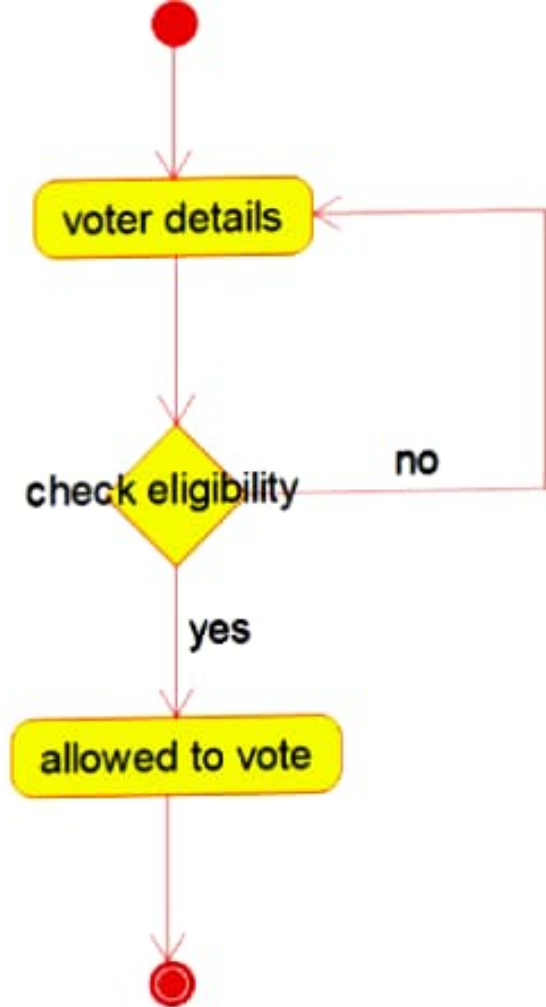 voter details
check eligibility
no
yes
allowed to vote